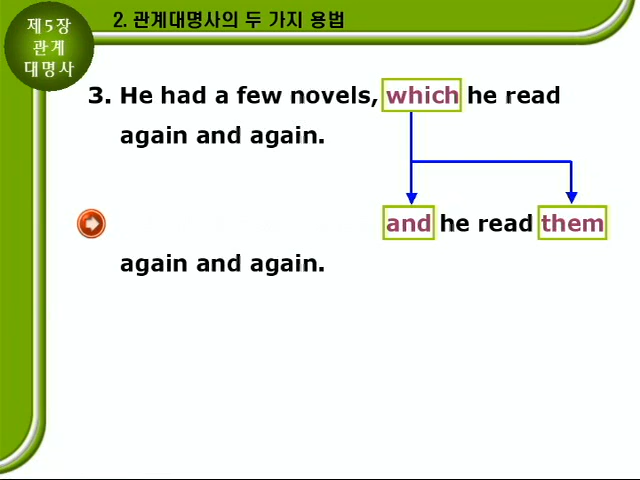 제5장
관계
대명사
2. 관계대명사의 두 가지 용법
3. He had a few novels, which he read
again and again.
and he read them
again and again.